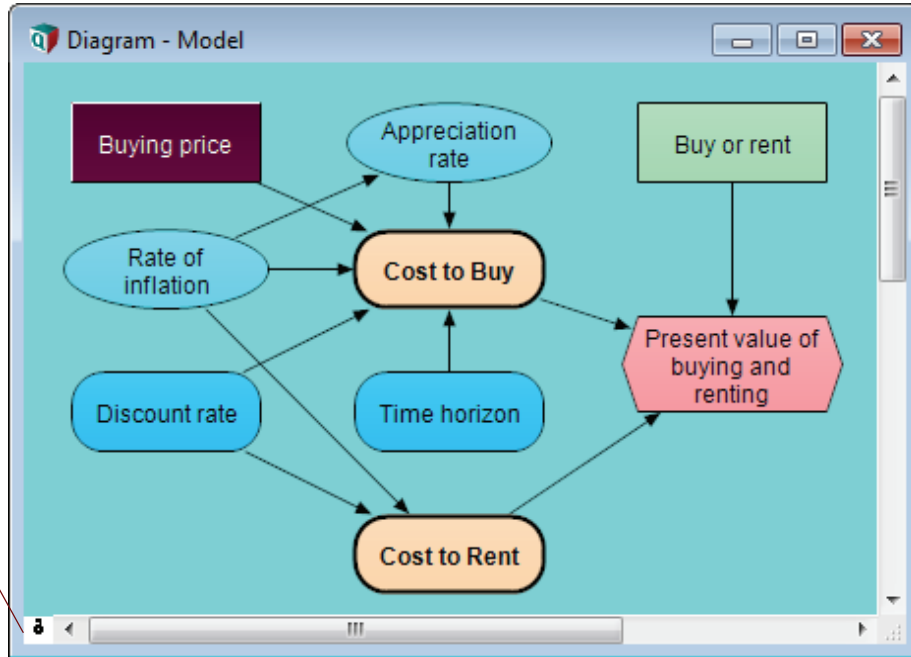 Diagram - Model
Buying price
Appreciation
rate
Buy or rent
Rate of
inflation
Cost to Buy
Present value of
buying and
renting
Discount rate
Time horizon
Cost to Rent